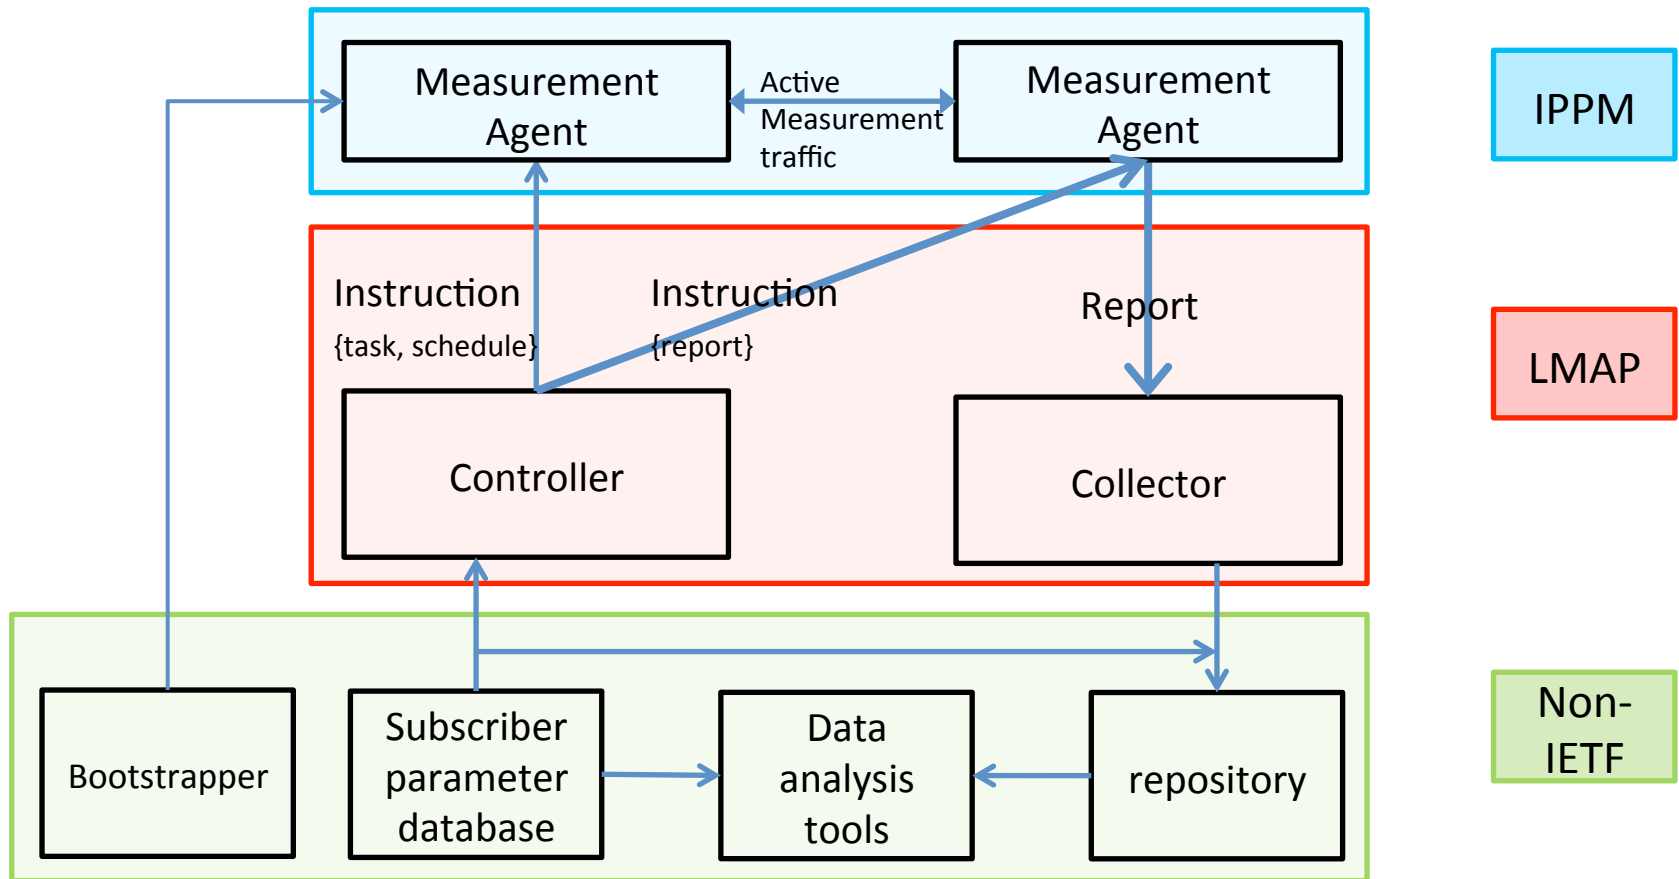 Measurement
Agent
Active
Measurement
traffic
Measurement
Agent
IPPM
Instruction
{task, schedule}
Instruction
{report}
Report
LMAP
Controller
Collector
Bootstrapper
Subscriber
parameter
database
Data
analysis
tools
repository
Non-
IETF